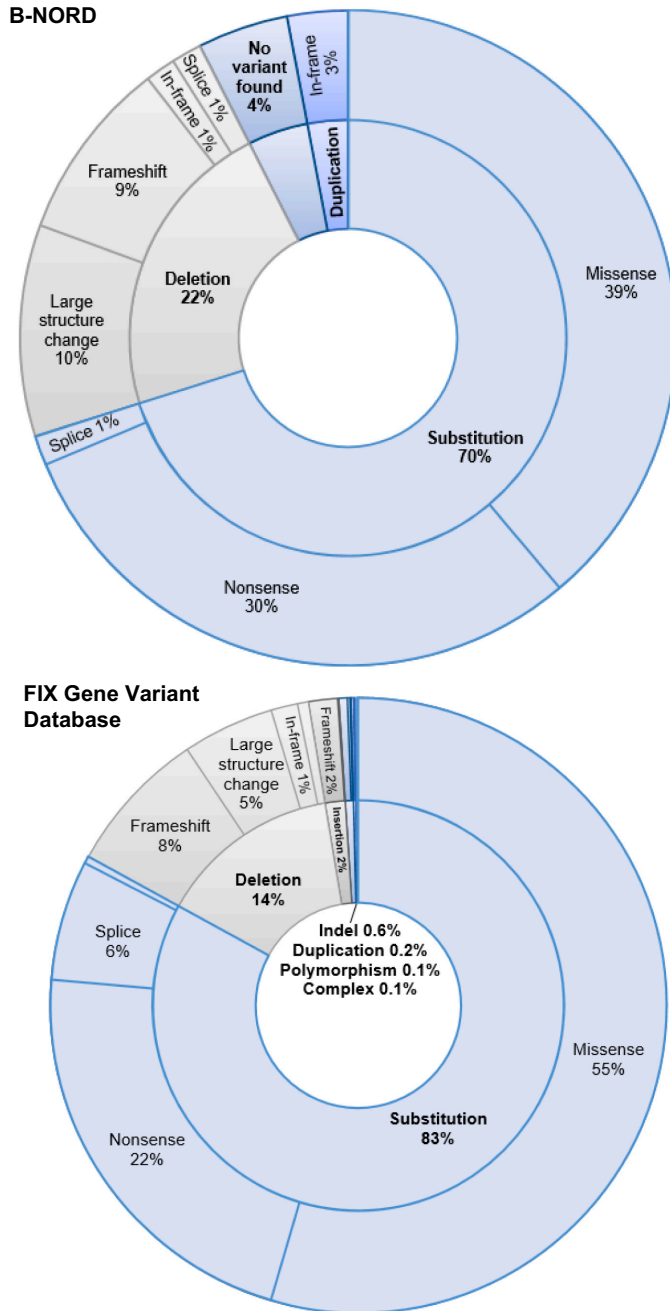 B-NORD
No
variant
found
4%
In-frame
3%
Splice 1%
In-frame 1%
Frameshift
9%
Duplication
Deletion
22%
Missense
39%
Large
structure
change
10%
Splice 1%
Substitution
70%
Nonsense
30%
FIX Gene Variant
Database
Large
structure
change
5%
In-frame 1%
Frameshift 2%
Frameshift
8%
Insertion 2%
Deletion
14%
Indel 0.6%
Duplication 0.2%
Polymorphism 0.1%
Complex 0.1%
Splice
6%
Missense
55%
Substitution
83%
Nonsense
22%